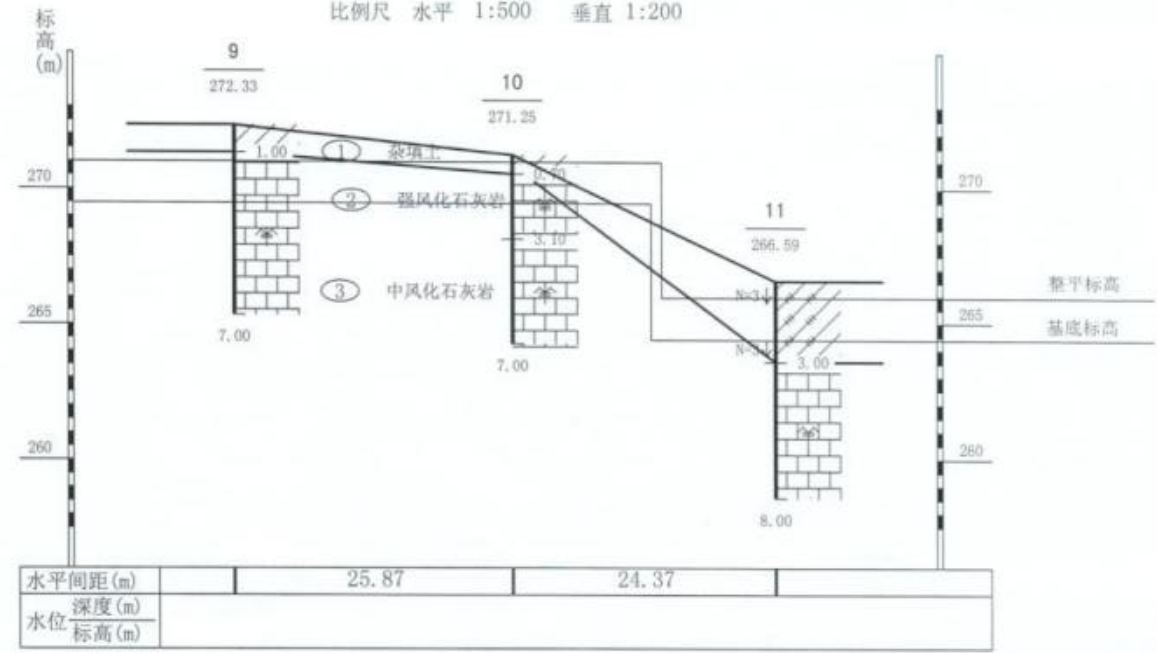 比例尺 水平 1:500 垂直 1:200
标高(m)
9
272.33
10
271.25
11
266.59
1.00
① 杂填土
0.70
② 强风化石灰岩
3.10
③ 中风化石灰岩
270
265
260
270
265
260
N=3
N=3
3.00
整平标高
基底标高
7.00
7.00
8.00
水平间距(m) 25.87 24.37
水位 深度(m)
标高(m)